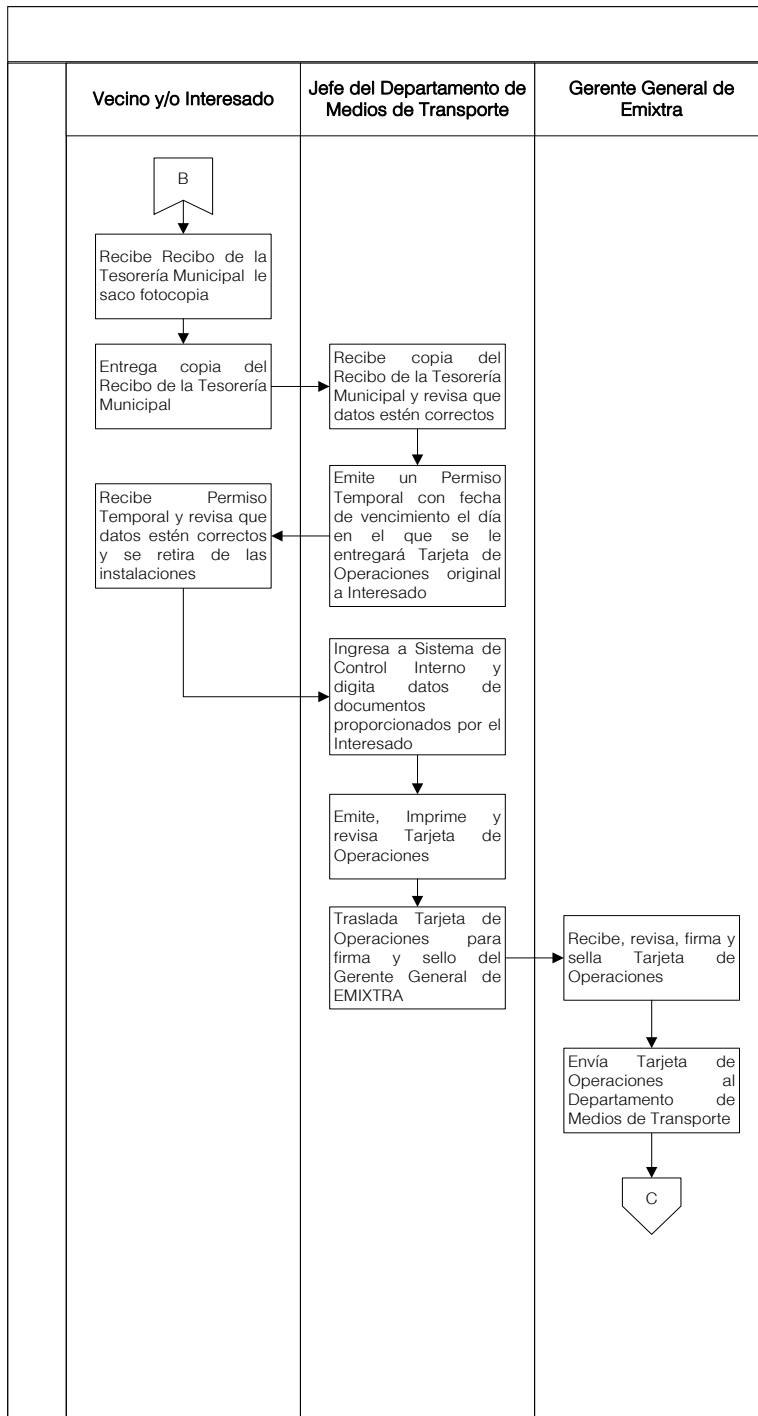 Vecino y/o Interesado
Jefe del Departamento de
Medios de Transporte
Gerente General de
Emixtra
B
Recibe Recibo de la
Tesorería Municipal le
saco fotocopia
Entrega copia del
Recibo de la Tesorería
Municipal
Recibe copia del
Recibo de la Tesorería
Municipal y revisa que
datos estén correctos
Emite un Permiso
Temporal con fecha
de vencimiento el día
en el que se le
entregará Tarjeta de
Operaciones original
a Interesado
Recibe Permiso
Temporal y revisa que
datos estén correctos
y se retira de las
instalaciones
Ingresa a Sistema de
Control Interno y
digita datos de
documentos
proporcionados por el
Interesado
Emite, Imprime y
revisa Tarjeta de
Operaciones
Traslada Tarjeta de
Operaciones para
firma y sello del
Gerente General de
EMIXTRA
Recibe, revisa, firma y
sella Tarjeta de
Operaciones
Envía Tarjeta de
Operaciones al
Departamento de
Medios de Transporte
C